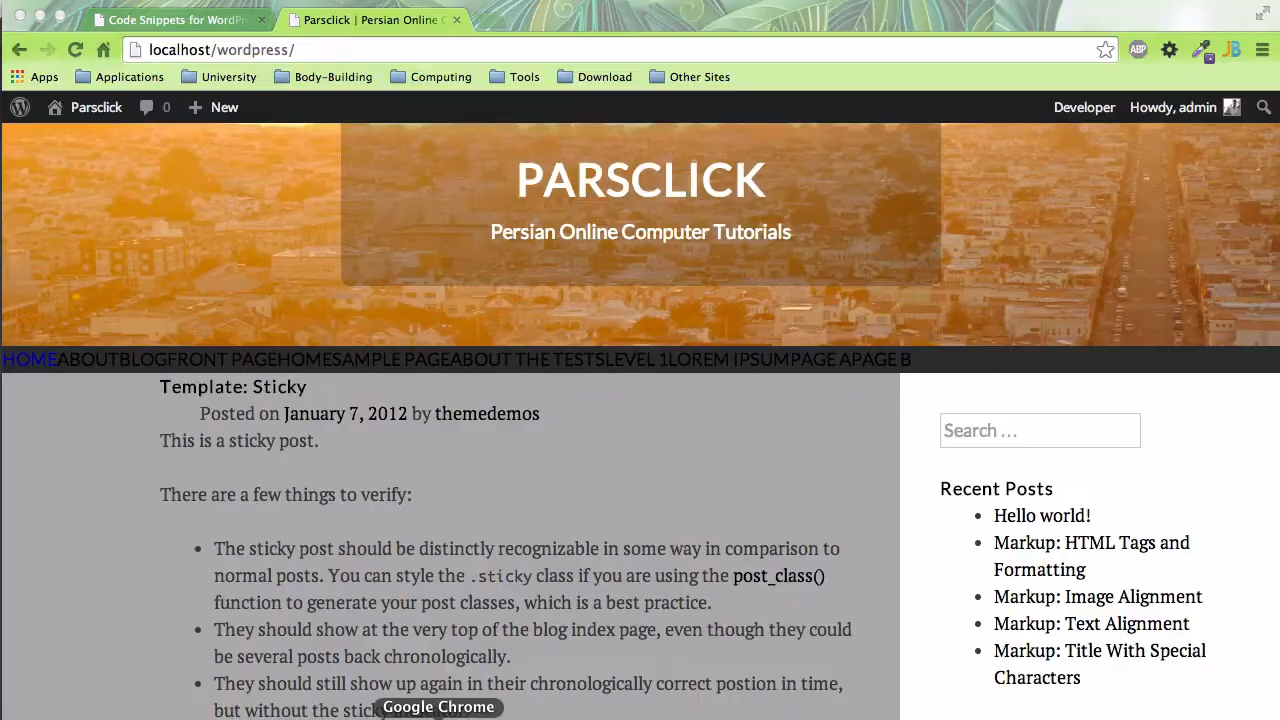 Code Snippets for WordPr
Parsclick | Persian Online C
localhost/wordpress/
ABP
JB
Apps
Applications
University
Body-Building
Computing
Tools
Download
Other Sites
Parsclick
0
New
Developer
Howdy, admin
PARSCLICK
Persian Online Computer Tutorials
HOMEABOUTBLOGFRONT PAGEHOMESAMPLE PAGEABOUT THE TESTSLEVEL 1LOREM IPSUMPAGE APAGE B
Template: Sticky
Posted on January 7, 2012 by themedemos
This is a sticky post.
There are a few things to verify:
• The sticky post should be distinctly recognizable in some way in comparison to
normal posts. You can style the .sticky class if you are using the post_class()
function to generate your post classes, which is a best practice.
• They should show at the very top of the blog index page, even though they could
be several posts back chronologically.
• They should still show up again in their chronologically correct postion in time,
but without the sticky
Google Chrome
Search …
Recent Posts
• Hello world!
• Markup: HTML Tags and
Formatting
• Markup: Image Alignment
• Markup: Text Alignment
• Markup: Title With Special
Characters